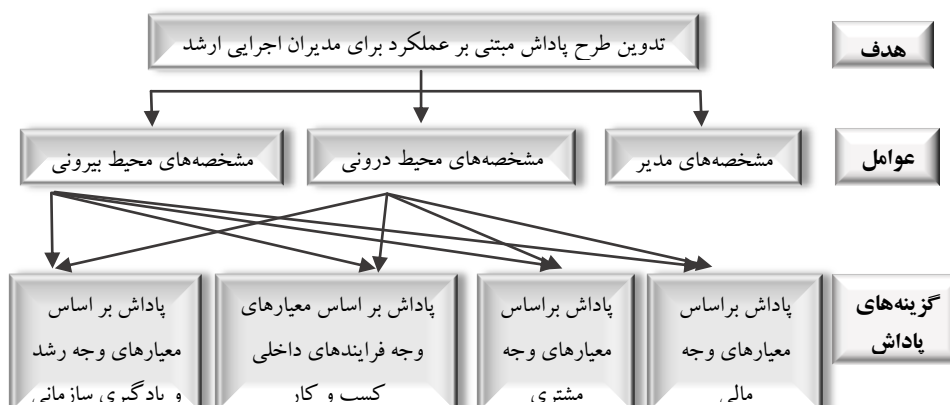 هدف
تدوین طرح پاداش مبتنی بر عملکرد برای مدیران اجرایی ارشد
عوامل
مشخصه‌های مدیر
مشخصه‌های محیط درونی
مشخصه‌های محیط بیرونی
گزینه‌های
پاداش
پاداش براساس
معیارهای وجه
مالی
پاداش براساس
معیارهای وجه
مشتری
پاداش بر اساس معیارهای
وجه فرایندهای داخلی
کسب و کار
پاداش بر اساس
معیارهای وجه رشد
و یادگیری سازمانی